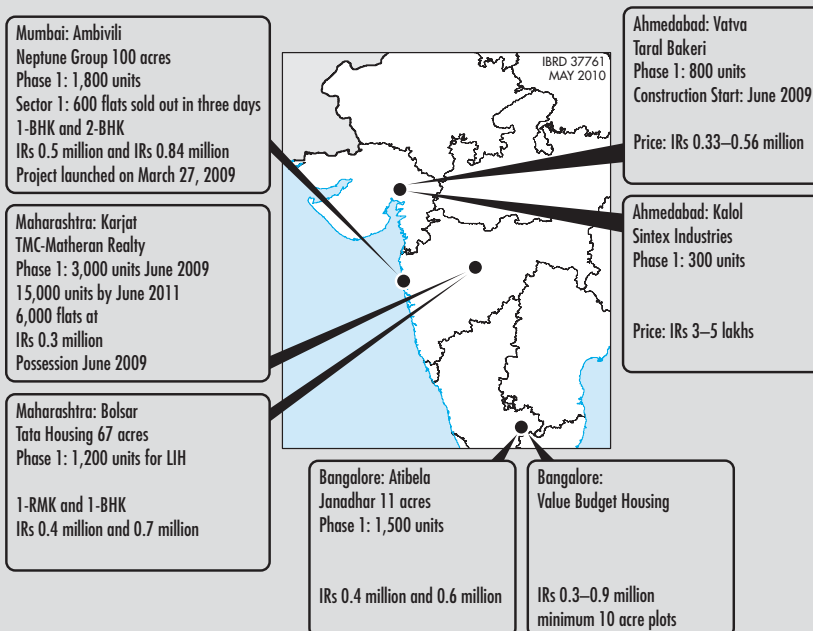 Mumbai: Ambivili
Neptune Group 100 acres
Phase 1: 1,800 units
Sector 1: 600 flats sold out in three days
1-BHK and 2-BHK
IRs 0.5 million and IRs 0.84 million
Project launched on March 27, 2009
Maharashtra: Karjat
TMC-Matheran Realty
Phase 1: 3,000 units June 2009
15,000 units by June 2011
6,000 flats at
IRs 0.3 million
Possession June 2009
Maharashtra: Bolsar
Tata Housing 67 acres
Phase 1: 1,200 units for LIH
1-RMK and 1-BHK
IRs 0.4 million and 0.7 million
IBRD 37761
MAY 2010
Ahmedabad: Vatva
Taral Bakeri
Phase 1: 800 units
Construction Start: June 2009
Price: IRs 0.33–0.56 million
Ahmedabad: Kalol
Sintex Industries
Phase 1: 300 units
Price: IRs 3–5 lakhs
Bangalore: Atibela
Janadhar 11 acres
Phase 1: 1,500 units
IRs 0.4 million and 0.6 million
Bangalore:
Value Budget Housing
IRs 0.3–0.9 million
minimum 10 acre plots